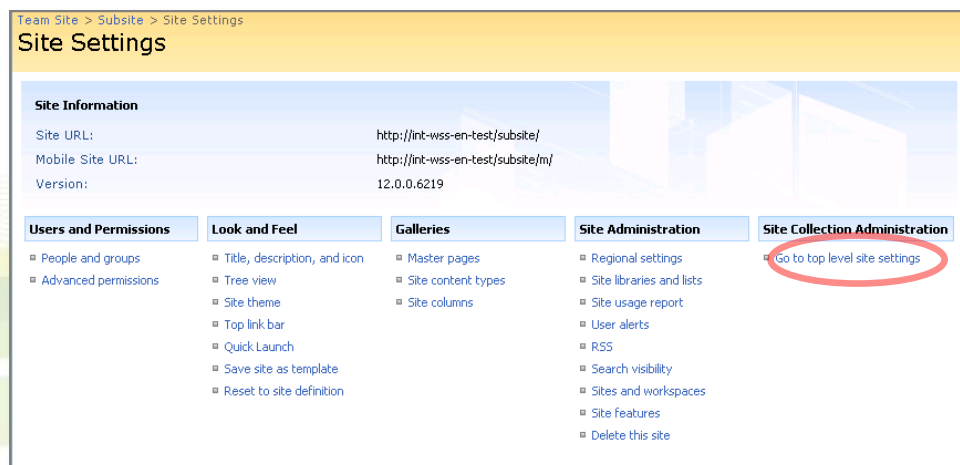 Team Site > Subsite > Site Settings
Site Settings
Site Information
Site URL: http://int-wss-en-test/subsite/
Mobile Site URL: http://int-wss-en-test/subsite/m/
Version: 12.0.0.6219
Users and Permissions
People and groups
Advanced permissions
Look and Feel
Title, description, and icon
Tree view
Site theme
Top link bar
Quick Launch
Save site as template
Reset to site definition
Galleries
Master pages
Site content types
Site columns
Site Administration
Regional settings
Site libraries and lists
Site usage report
User alerts
RSS
Search visibility
Sites and workspaces
Site features
Delete this site
Site Collection Administration
Go to top level site settings